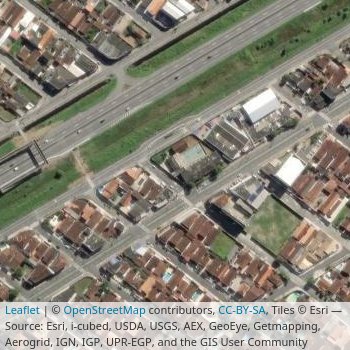 Leaflet | © OpenStreetMap contributors, CC-BY-SA, Tiles © Esri —
Source: Esri, i-cubed, USDA, USGS, AEX, GeoEye, Getmapping,
Aerogrid, IGN, IGP, UPR-EGP, and the GIS User Community